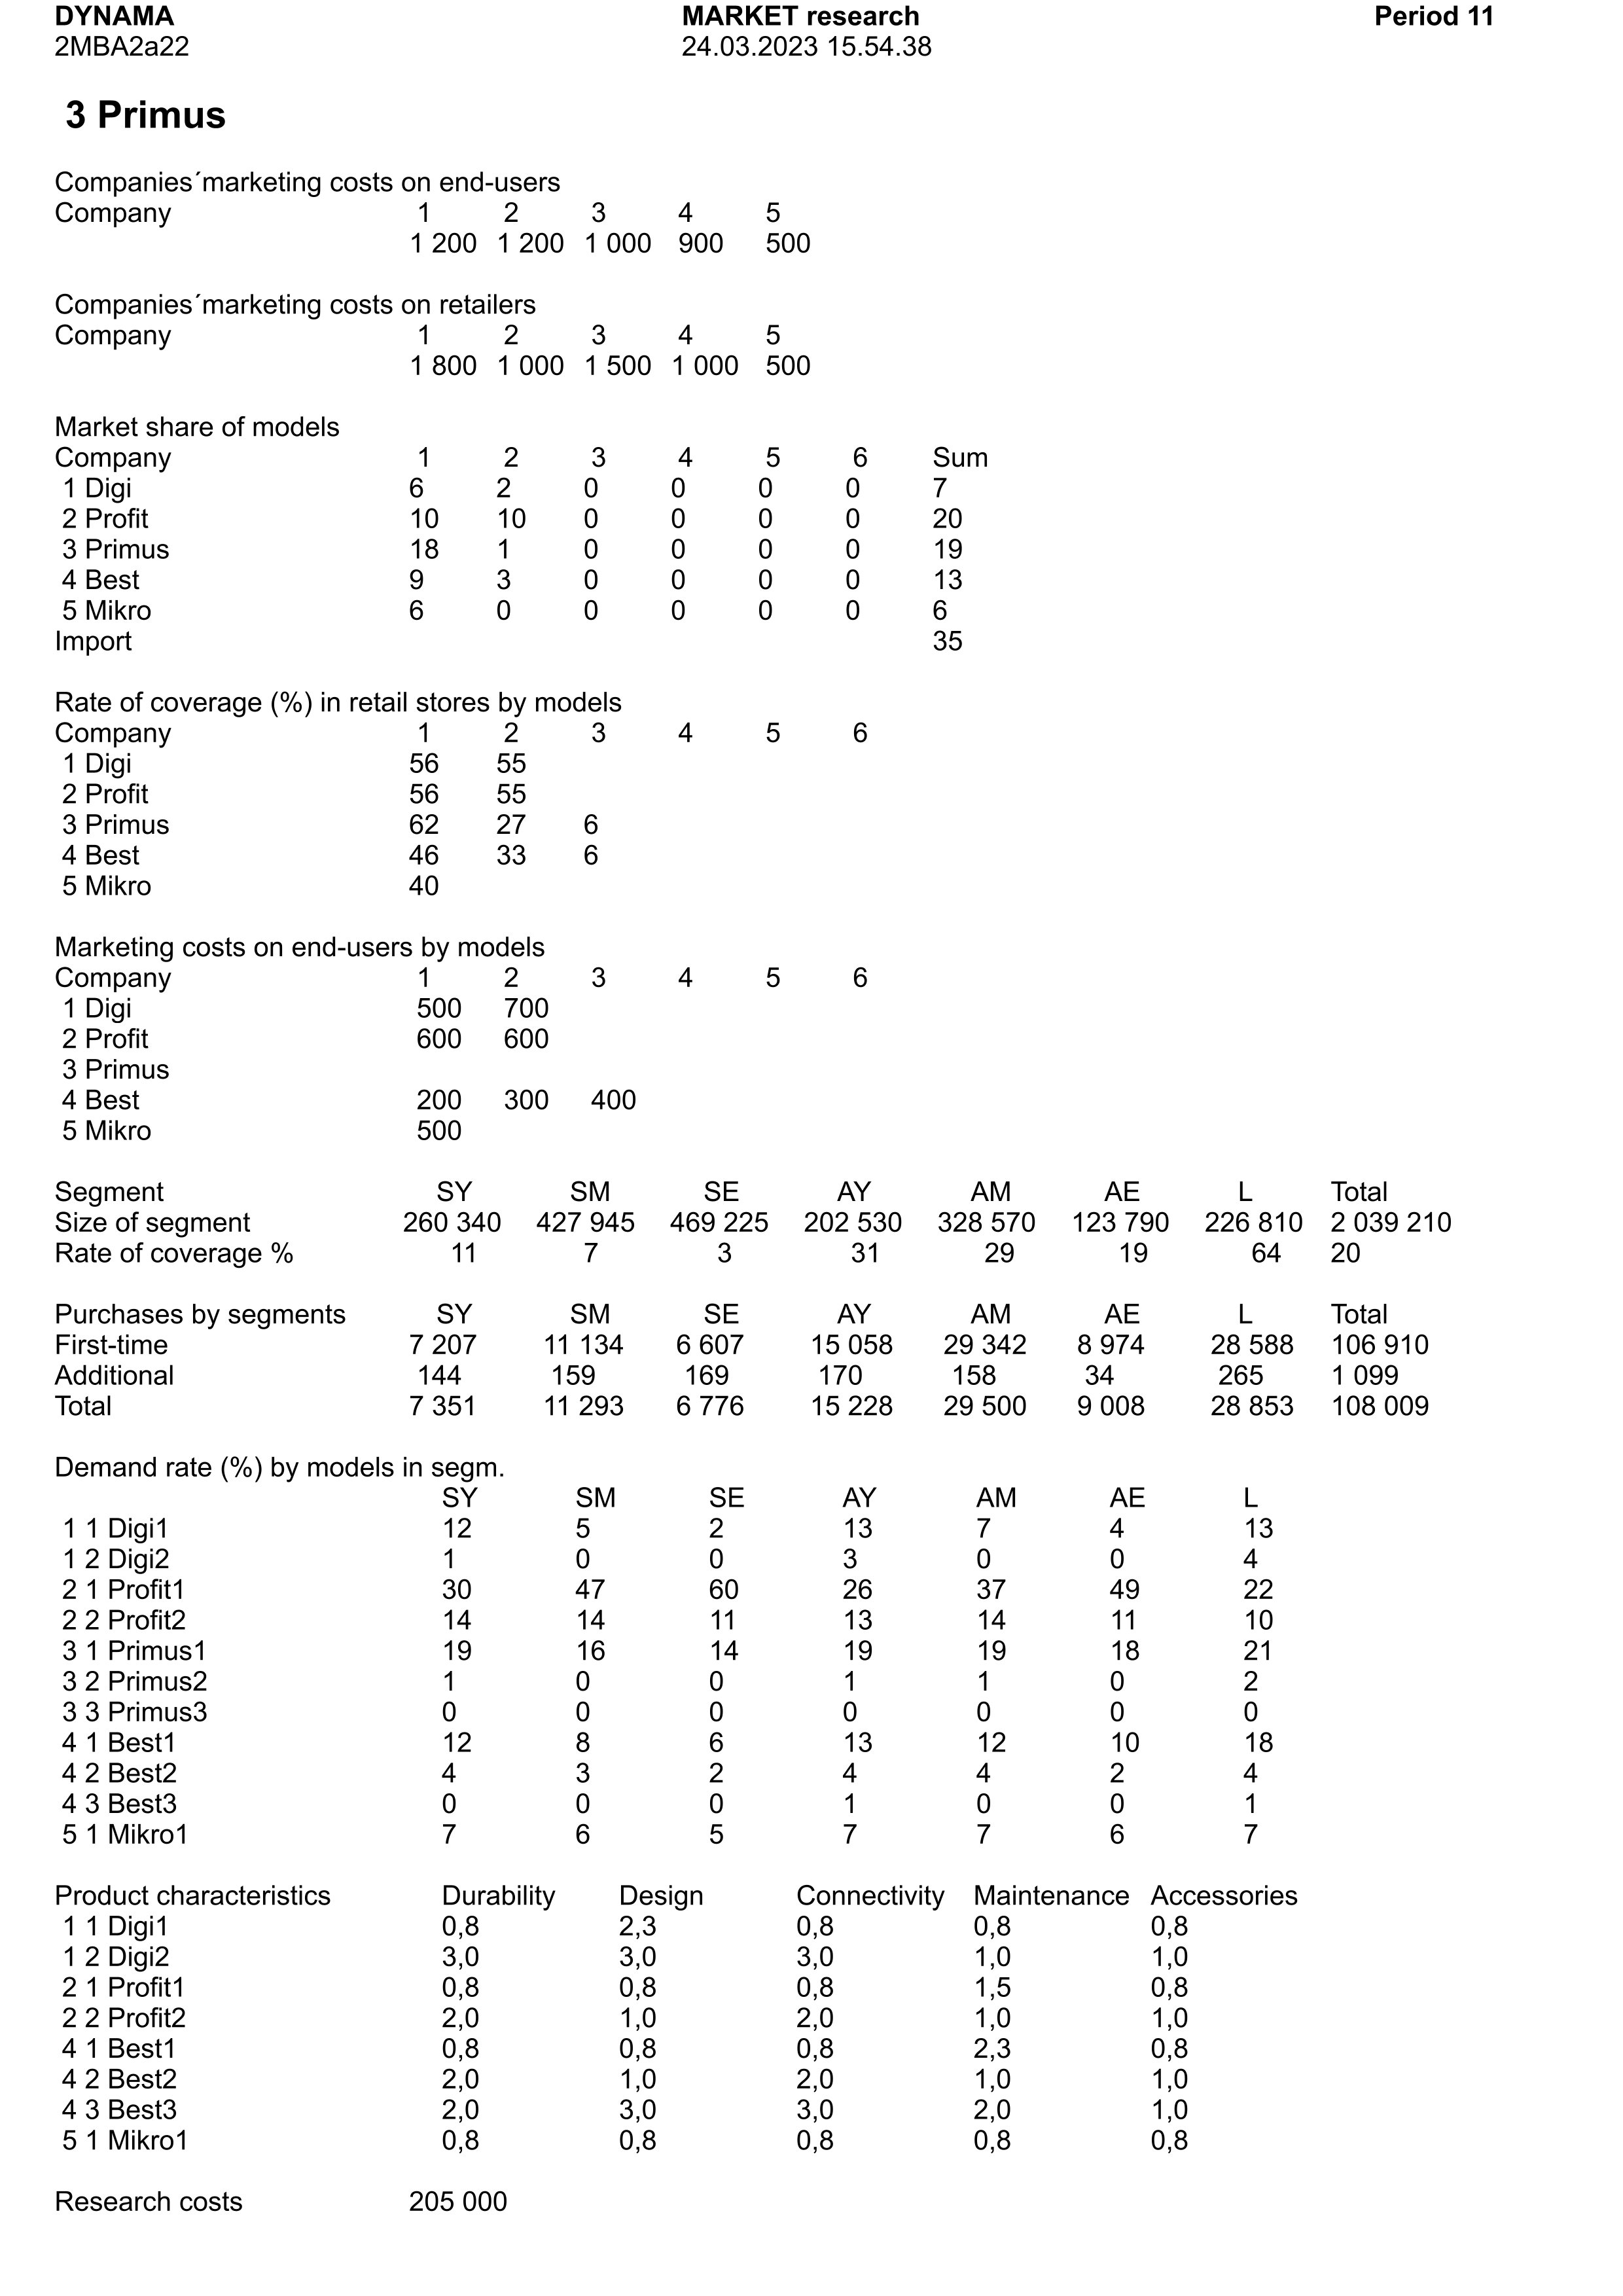 DYNAMA MARKET research Period 11
2MBA2a22 24.03.2023 15.54.38
3 Primus
Companies´marketing costs on end-users
Company 1 2 3 4 5
1 200 1 200 1 000 900 500
Companies´marketing costs on retailers
Company 1 2 3 4 5
1 800 1 000 1 500 1 000 500
Market share of models
Company 1 2 3 4 5 6 Sum
1 Digi 6 2 0 0 0 0 7
2 Profit 10 10 0 0 0 0 20
3 Primus 18 1 0 0 0 0 19
4 Best 9 3 0 0 0 0 13
5 Mikro 6 0 0 0 0 0 6
Import 35
Rate of coverage (%) in retail stores by models
Company 1 2 3 4 5 6
1 Digi 56 55
2 Profit 56 55
3 Primus 62 27 6
4 Best 46 33 6
5 Mikro 40
Marketing costs on end-users by models
Company 1 2 3 4 5 6
1 Digi 500 700
2 Profit 600 600
3 Primus
4 Best 200 300 400
5 Mikro 500
Segment SY SM SE AY AM AE L Total
Size of segment 260 340 427 945 469 225 202 530 328 570 123 790 226 810 2 039 210
Rate of coverage % 11 7 3 31 29 19 64 20
Purchases by segments SY SM SE AY AM AE L Total
First-time 7 207 11 134 6 607 15 058 29 342 8 974 28 588 106 910
Additional 144 159 169 170 158 34 265 1 099
Total 7 351 11 293 6 776 15 228 29 500 9 008 28 853 108 009
Demand rate (%) by models in segm.
SY SM SE AY AM AE L
1 1 Digi1 12 5 2 13 7 4 13
1 2 Digi2 1 0 0 3 0 0 4
2 1 Profit1 30 47 60 26 37 49 22
2 2 Profit2 14 14 11 13 14 11 10
3 1 Primus1 19 16 14 19 19 18 21
3 2 Primus2 1 0 0 1 1 0 2
3 3 Primus3 0 0 0 0 0 0 0
4 1 Best1 12 8 6 13 12 10 18
4 2 Best2 4 3 2 4 4 2 4
4 3 Best3 0 0 0 1 0 0 1
5 1 Mikro1 7 6 5 7 7 6 7
Product characteristics Durability Design Connectivity Maintenance Accessories
1 1 Digi1 0,8 2,3 0,8 0,8 0,8
1 2 Digi2 3,0 3,0 3,0 1,0 1,0
2 1 Profit1 0,8 0,8 0,8 1,5 0,8
2 2 Profit2 2,0 1,0 2,0 1,0 1,0
4 1 Best1 0,8 0,8 0,8 2,3 0,8
4 2 Best2 2,0 1,0 2,0 1,0 1,0
4 3 Best3 2,0 3,0 3,0 2,0 1,0
5 1 Mikro1 0,8 0,8 0,8 0,8 0,8
Research costs 205 000